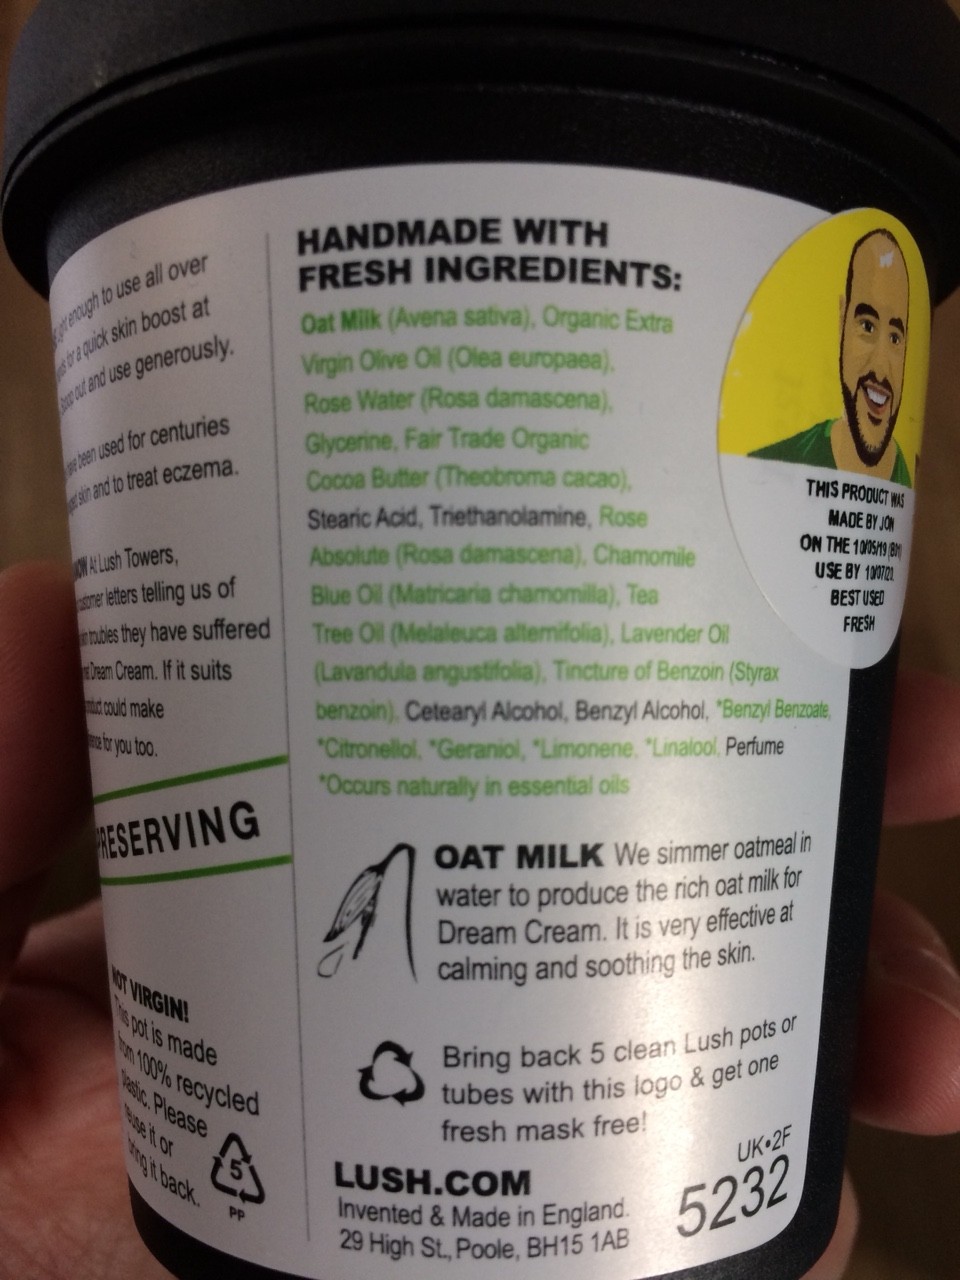 enough to use all over
for a quick skin boost at
out and use generously.
been used for centuries
skin and to treat eczema.
At Lush Towers,
customer letters telling us of
troubles they have suffered
Dream Cream. If it suits
could make
for you too.
PRESERVING
NOT VIRGIN!
This pot is made
from 100% recycled
plastic. Please
reuse it or
bring it back.
5
PP
HANDMADE WITH
FRESH INGREDIENTS:
Oat Milk (Avena sativa), Organic Extra
Virgin Olive Oil (Olea europaea),
Rose Water (Rosa damascena),
Glycerine, Fair Trade Organic
Cocoa Butter (Theobroma cacao),
Stearic Acid, Triethanolamine, Rose
Absolute (Rosa damascena), Chamomile
Blue Oil (Matricaria chamomilla), Tea
Tree Oil (Melaleuca alternifolia), Lavender Oil
(Lavandula angustifolia), Tincture of Benzoin (Styrax
benzoin), Cetearyl Alcohol, Benzyl Alcohol, *Benzyl Benzoate,
*Citronellol, *Geraniol, *Limonene, *Linalool, Perfume
*Occurs naturally in essential oils
OAT MILK We simmer oatmeal in
water to produce the rich oat milk for
Dream Cream. It is very effective at
calming and soothing the skin.
Bring back 5 clean Lush pots or
tubes with this logo & get one
fresh mask free!
LUSH.COM
Invented & Made in England.
29 High St., Poole, BH15 1AB
UK•2F
5232
THIS PRODUCT WAS
MADE BY JON
ON THE 10/05/19
USE BY 10/07/20.
BEST USED
FRESH